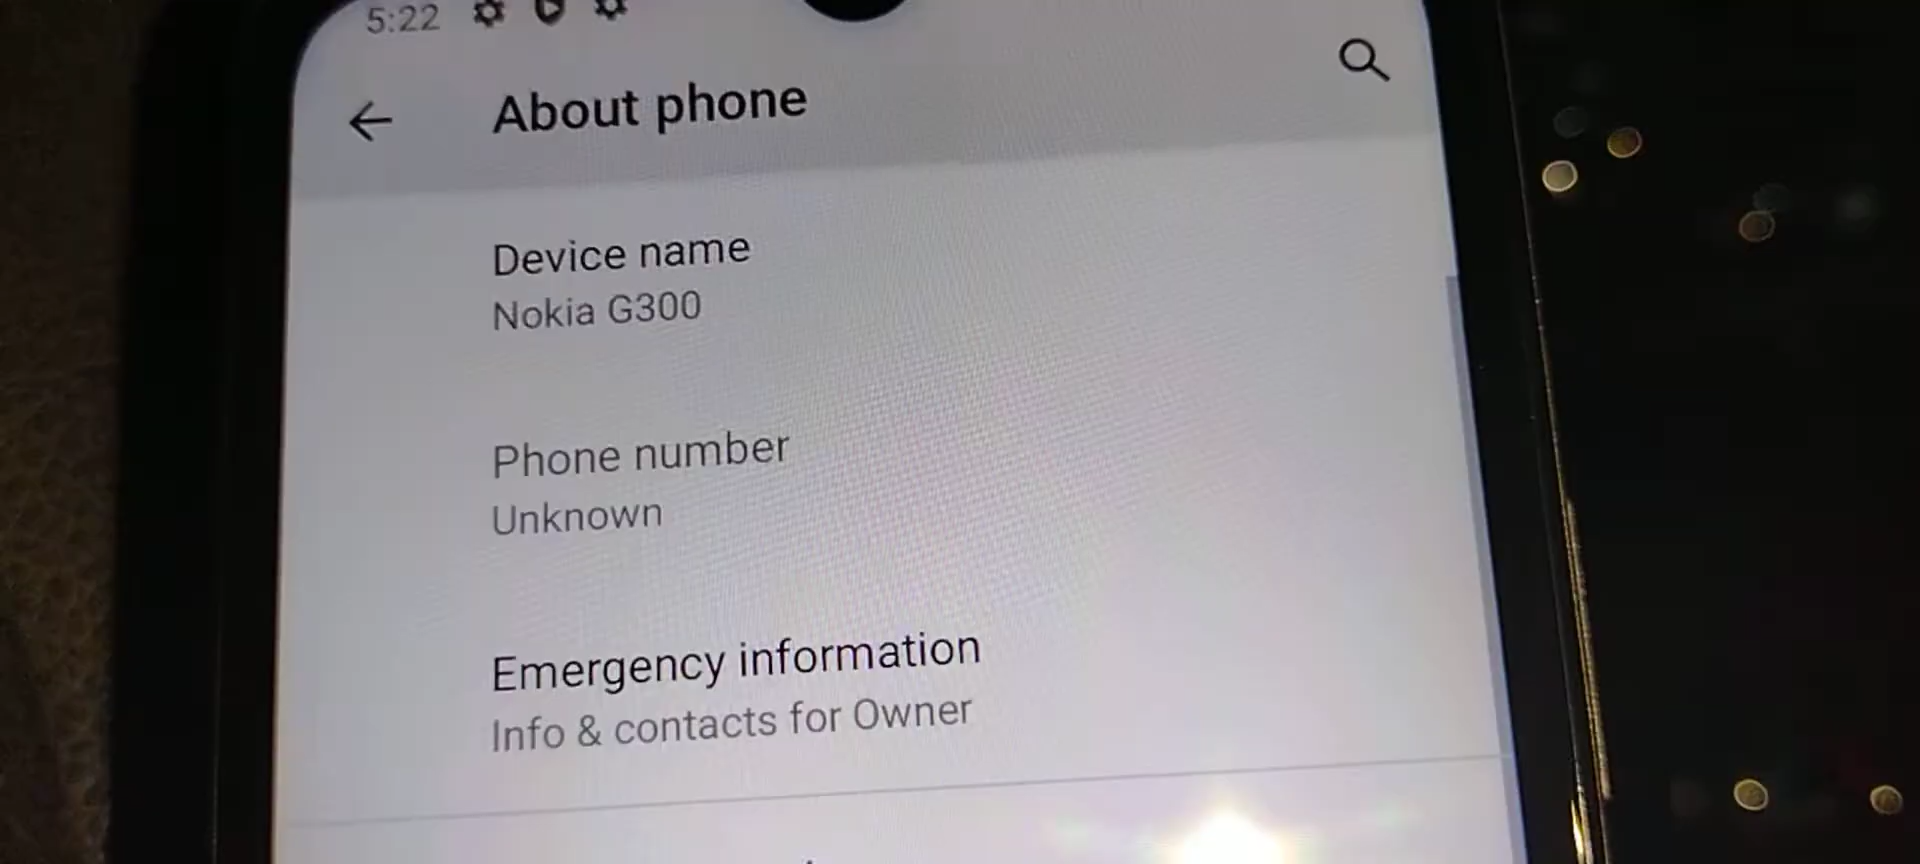 5:22
About phone
Device name
Nokia G300
Phone number
Unknown
Emergency information
Info & contacts for Owner